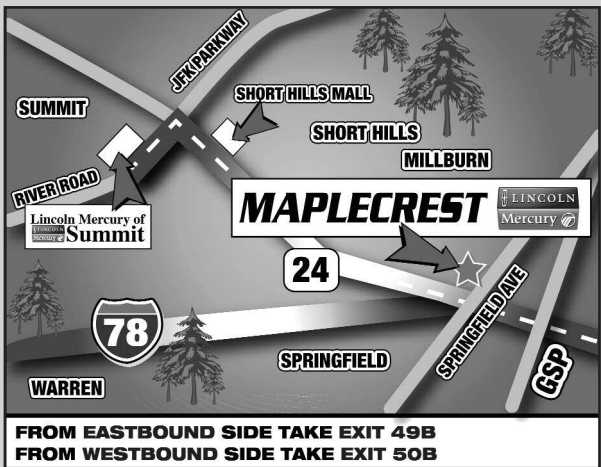 JFK PARKWAY
SUMMIT
SHORT HILLS MALL
SHORT HILLS
MILLBURN
RIVER ROAD
Lincoln Mercury of
LINCOLN
Mercury
Summit
MAPLECREST
LINCOLN
Mercury
24
78
SPRINGFIELD AVE
GSP
SPRINGFIELD
WARREN
FROM EASTBOUND SIDE TAKE EXIT 49B
FROM WESTBOUND SIDE TAKE EXIT 50B